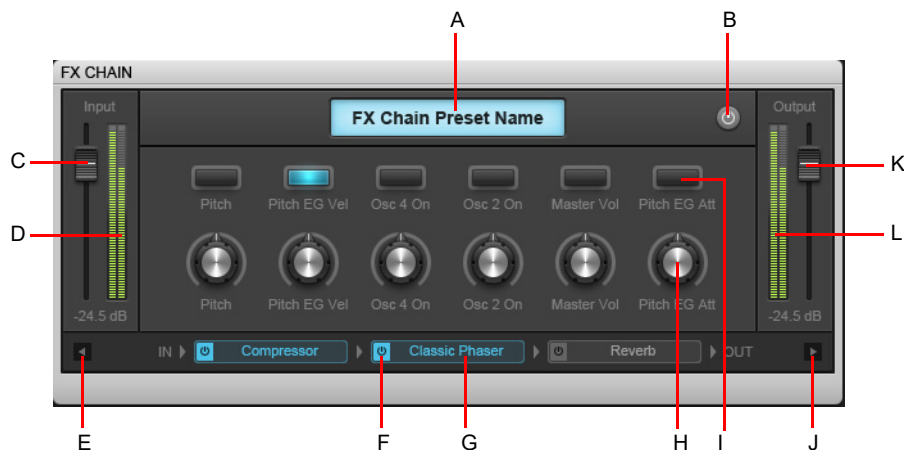 A B
FX CHAIN
Input Output
FX Chain Preset Name
C K
Pitch Pitch EG Vel Osc 4 On Osc 2 On Master Vol Pitch EG Att
D L
Pitch Pitch EG Vel Osc 4 On Osc 2 On Master Vol Pitch EG Att
-24.5 dB -24.5 dB
IN Compressor Classic Phaser Reverb OUT
E F G H I J